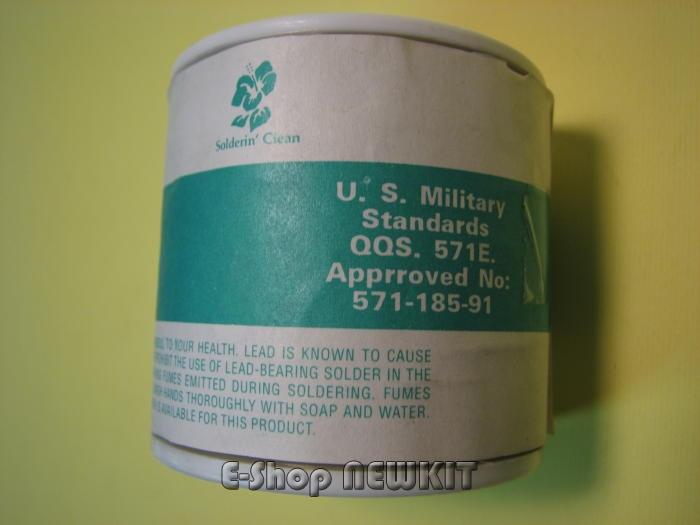 Solderin' Clean
U. S. Military
Standards
QQS. 571E.
Apprroved No:
571-185-91
TO YOUR HEALTH. LEAD IS KNOWN TO CAUSE
THE USE OF LEAD-BEARING SOLDER IN THE
FUMES EMITTED DURING SOLDERING. FUMES
HANDS THOROUGHLY WITH SOAP AND WATER.
IS AVAILABLE FOR THIS PRODUCT.
E-Shop NEWKIT